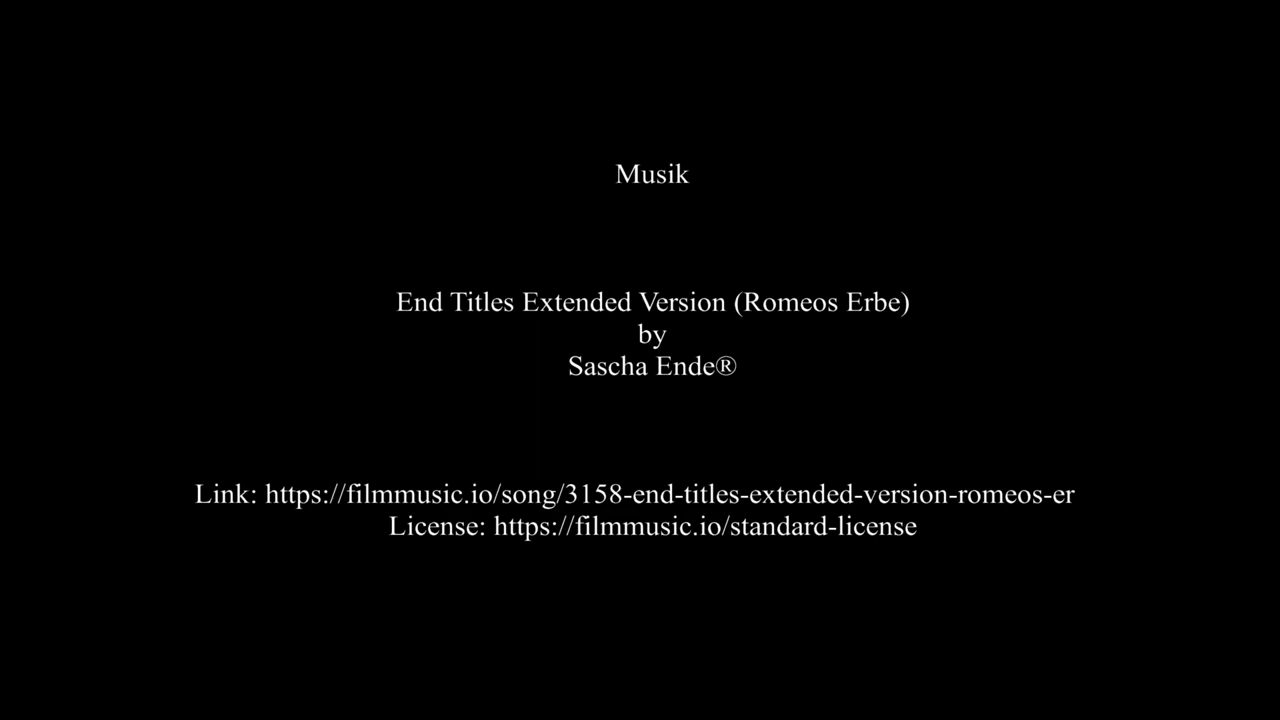 Musik
End Titles Extended Version (Romeos Erbe)
by
Sascha Ende®
Link: https://filmmusic.io/song/3158-end-titles-extended-version-romeos-er
License: https://filmmusic.io/standard-license